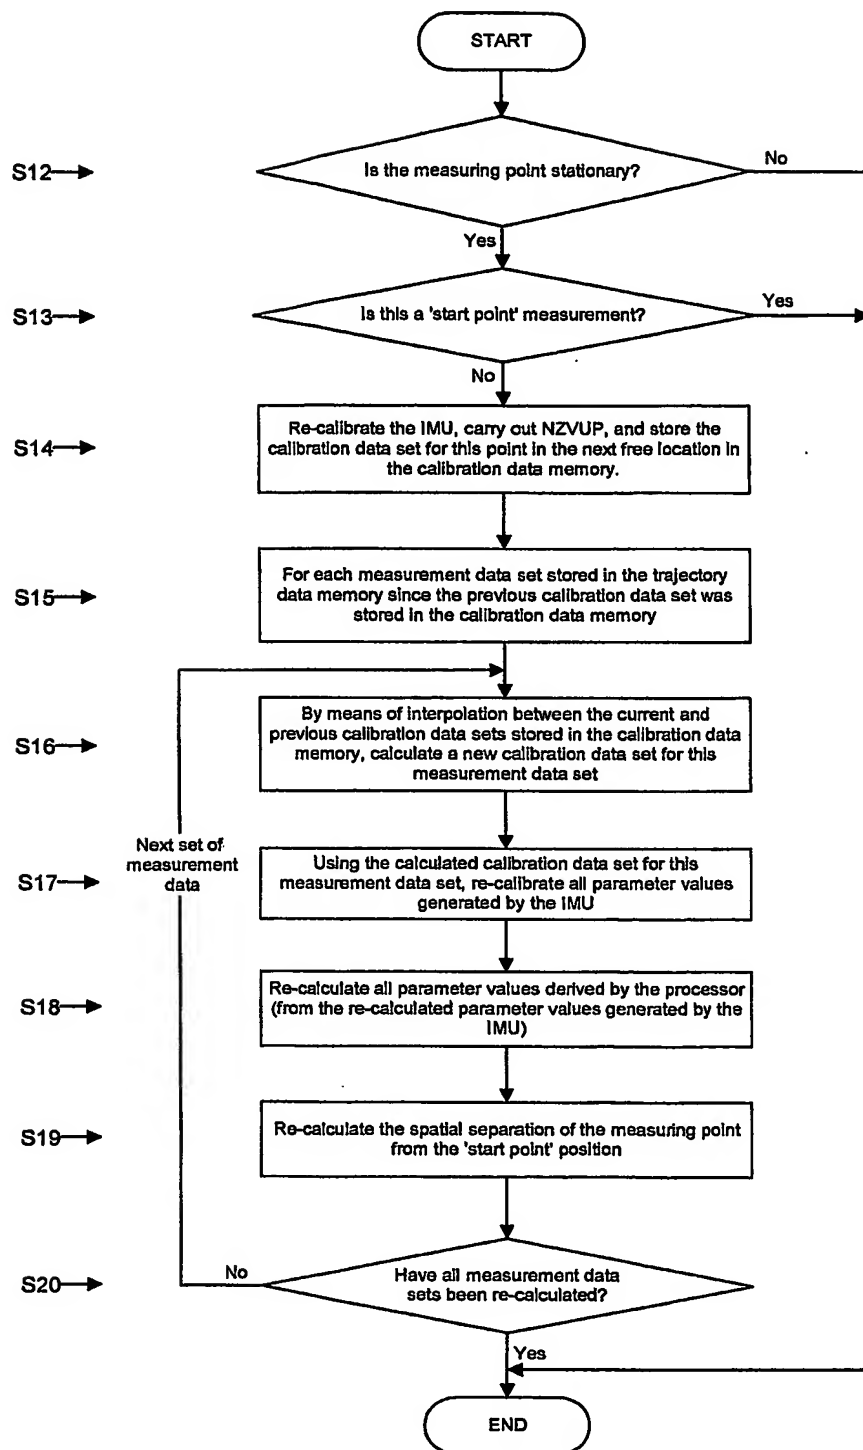 START
S12
Is the measuring point stationary?
No
Yes
S13
Is this a 'start point' measurement?
Yes
No
S14
Re-calibrate the IMU, carry out NZVUP, and store the
calibration data set for this point in the next free location in
the calibration data memory.
S15
For each measurement data set stored in the trajectory
data memory since the previous calibration data set was
stored in the calibration data memory
S16
By means of interpolation between the current and
previous calibration data sets stored in the calibration data
memory, calculate a new calibration data set for this
measurement data set
Next set of
measurement
data
S17
Using the calculated calibration data set for this
measurement data set, re-calibrate all parameter values
generated by the IMU
S18
Re-calculate all parameter values derived by the processor
(from the re-calculated parameter values generated by the
IMU)
S19
Re-calculate the spatial separation of the measuring point
from the 'start point' position
S20
No
Have all measurement data
sets been re-calculated?
Yes
END